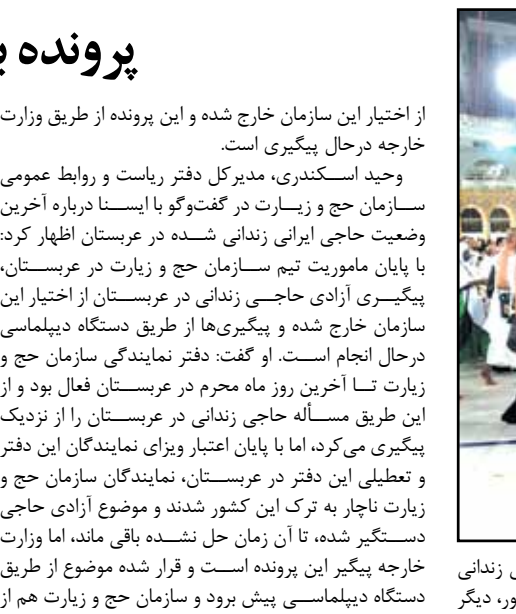 پرونده
از اختیار این سازمان خارج شده و این پرونده از طریق وزارت
خارجه درحال پیگیری است.
وحید اسکندری، مدیرکل دفتر ریاست و روابط عمومی
سازمان حج و زیارت در گفت‌وگو با ایسنا درباره آخرین
وضعیت حاجی ایرانی زندانی شده در عربستان اظهار کرد:
با پایان ماموریت تیم سازمان حج و زیارت در عربستان،
پیگیری آزادی حاجی زندانی در عربستان از اختیار این
سازمان خارج شده و پیگیری‌ها از طریق دستگاه دیپلماسی
درحال انجام است. او گفت: دفتر نمایندگی سازمان حج و
زیارت تا آخرین روز ماه محرم در عربستان فعال بود و از
این طریق مسأله حاجی زندانی در عربستان را از نزدیک
پیگیری می‌کرد، اما با پایان اعتبار ویزای نمایندگان این دفتر
و تعطیلی این دفتر در عربستان، نمایندگان سازمان حج و
زیارت ناچار به ترک این کشور شدند و موضوع آزادی حاجی
دستگیر شده، تا آن زمان حل نشده باقی ماند، اما وزارت
خارجه پیگیر این پرونده است و قرار شده موضوع از طریق
دستگاه دیپلماسی پیش برود و سازمان حج و زیارت هم از
زندانی
دیگر